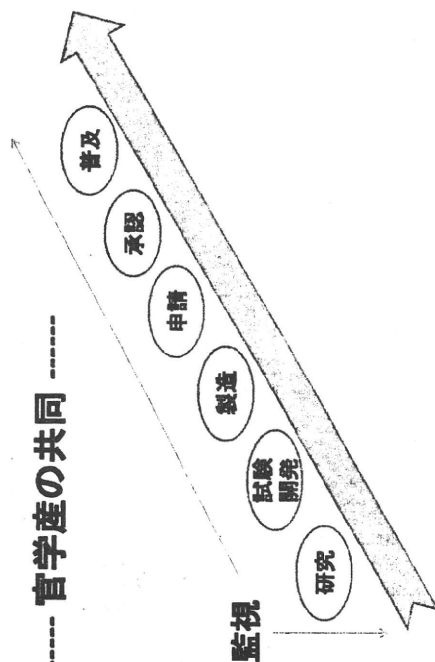 ------ 官学産の共同 ------
監視
研究
試験
開発
製造
申請
承認
普及